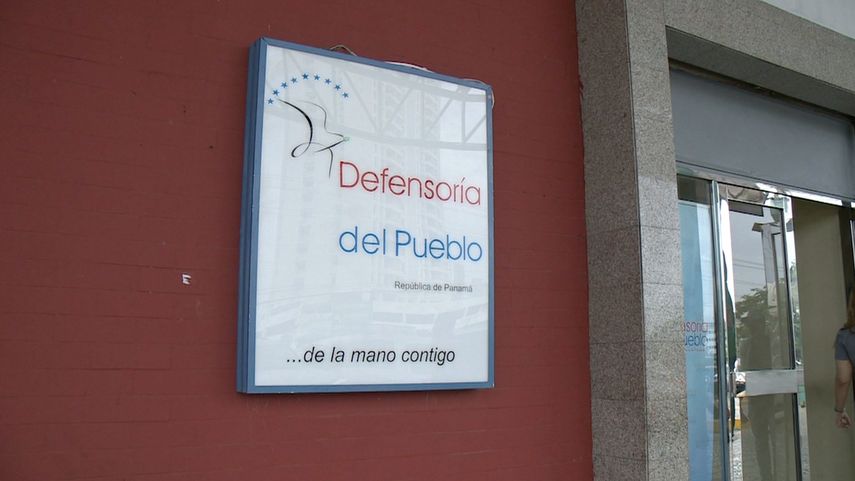 Defensoría
del Pueblo
República de Panamá
...de la mano contigo
E